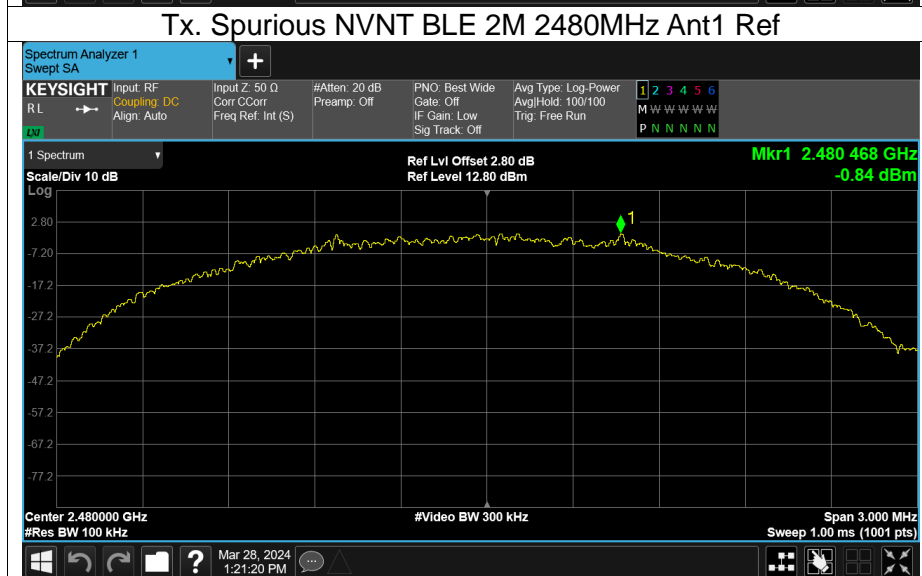 Tx. Spurious NVNT BLE 2M 2480MHz Ant1 Ref
Spectrum Analyzer 1
Swept SA
+
KEYSIGHT
RL
LXI
Input: RF
Coupling: DC
Align: Auto
Input Z: 50 Ω
Corr CCorr
Freq Ref: Int (S)
#Atten: 20 dB
Preamp: Off
PNO: Best Wide
Gate: Off
IF Gain: Low
Sig Track: Off
Avg Type: Log-Power
Avg|Hold: 100/100
Trig: Free Run
1 2 3 4 5 6
M W W W W W
P N N N N N
1 Spectrum
Scale/Div 10 dB
Log
Ref Lvl Offset 2.80 dB
Ref Level 12.80 dBm
Mkr1 2.480 468 GHz
-0.84 dBm
1
2.80
-7.20
-17.2
-27.2
-37.2
-47.2
-57.2
-67.2
-77.2
Center 2.480000 GHz
#Res BW 100 kHz
#Video BW 300 kHz
Span 3.000 MHz
Sweep 1.00 ms (1001 pts)
?
Mar 28, 2024
1:21:20 PM